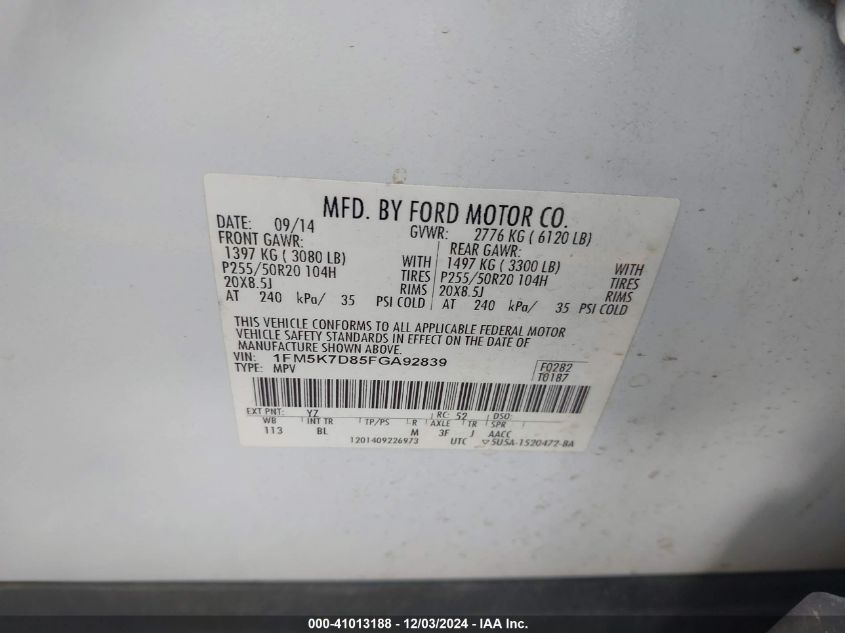 MFD. BY FORD MOTOR CO.
DATE: 09/14 GVWR: 2776 KG ( 6120 LB)
FRONT GAWR: REAR GAWR:
1397 KG ( 3080 LB) WITH 1497 KG ( 3300 LB) WITH
P255/50R20 104H TIRES P255/50R20 104H TIRES
20X8.5J RIMS 20X8.5J RIMS
AT 240 kPa/ 35 PSI COLD AT 240 kPa/ 35 PSI COLD
THIS VEHICLE CONFORMS TO ALL APPLICABLE FEDERAL MOTOR
VEHICLE SAFETY STANDARDS IN EFFECT ON THE DATE OF
MANUFACTURE SHOWN ABOVE.
VIN: 1FM5K7D85FGA92839 F0282
TYPE: MPV T0187
EXT PNT: YZ RC: 52 DSO:
WB INT TR TP/PS R AXLE TR SPR
113 BL M 3F J AACC
1201409226973 UTC 5U5A-1520472-BA
000-41013188 - 12/03/2024 - IAA Inc.